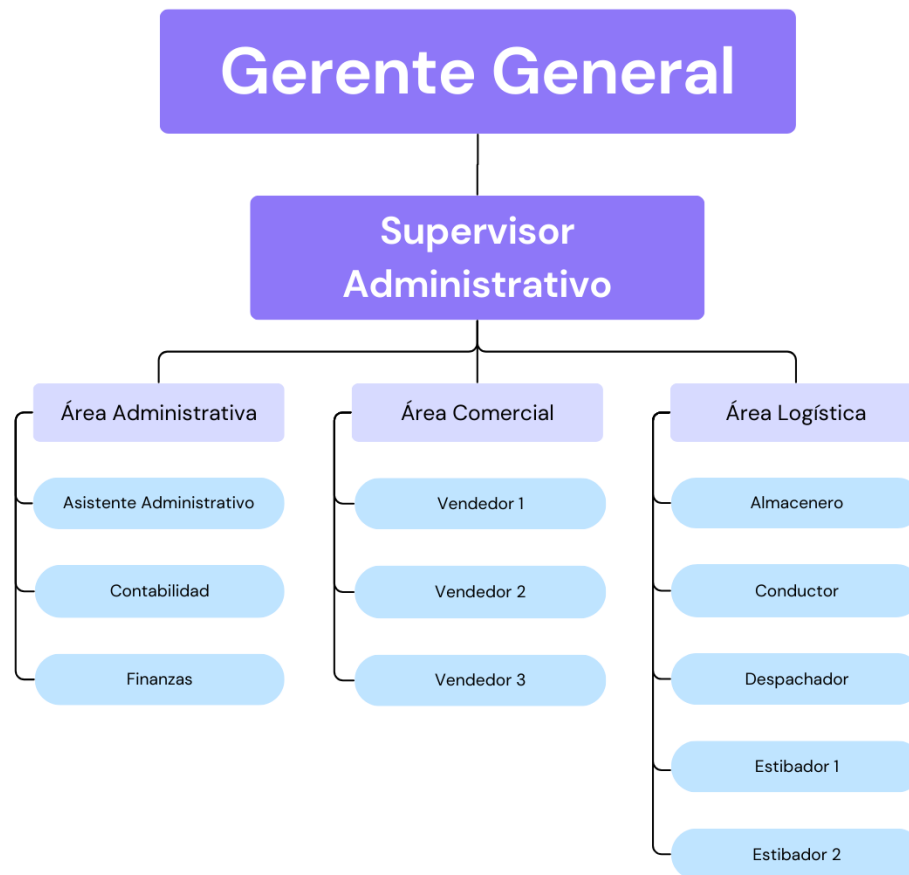 Gerente General
Supervisor
Administrativo
Área Administrativa
Asistente Administrativo
Contabilidad
Finanzas
Área Comercial
Vendedor 1
Vendedor 2
Vendedor 3
Área Logística
Almacenero
Conductor
Despachador
Estibador 1
Estibador 2